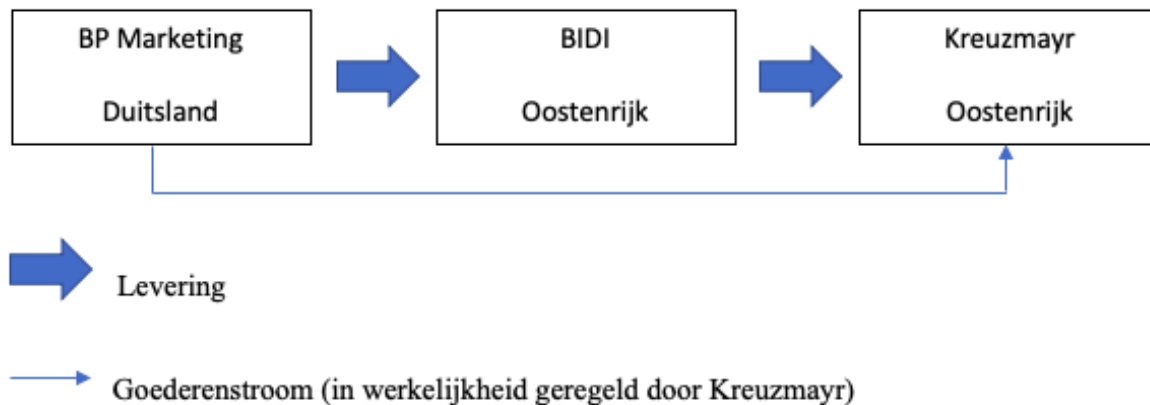 BP Marketing
Duitsland
BIDI
Oostenrijk
Kreuzmayr
Oostenrijk
Levering
Goederenstroom (in werkelijkheid geregeld door Kreuzmayr)